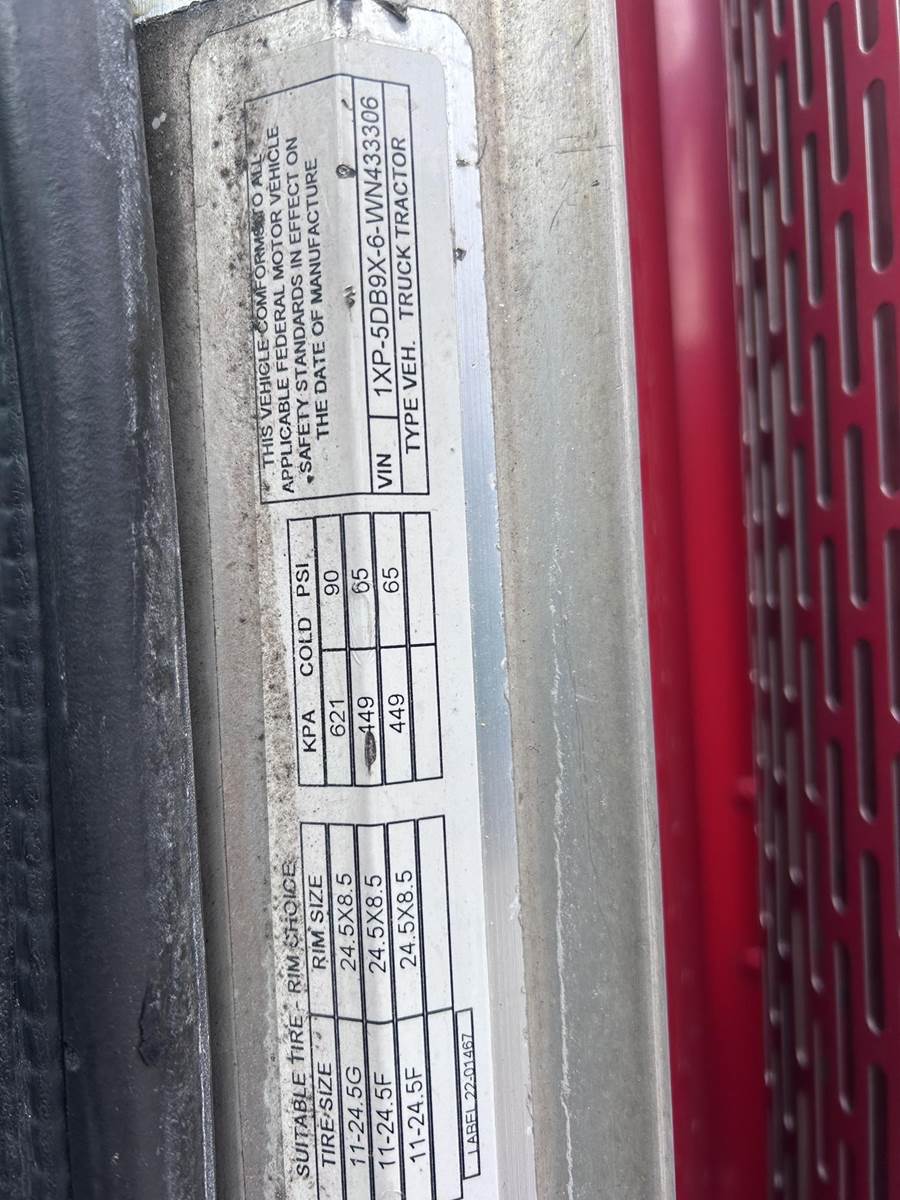 SUITABLE TIRE - RIM CHOICE
TIRE SIZE RIM SIZE
11-24.5G 24.5X8.5
11-24.5F 24.5X8.5
11-24.5F 24.5X8.5
LABEL 22-01467
KPA COLD PSI
621 90
449 65
449 65
THIS VEHICLE COMFORMS TO ALL
APPLICABLE FEDERAL MOTOR VEHICLE
SAFETY STANDARDS IN EFFECT ON
THE DATE OF MANUFACTURE
VIN 1XP-5DB9X-6-WN433306
TYPE VEH. TRUCK TRACTOR